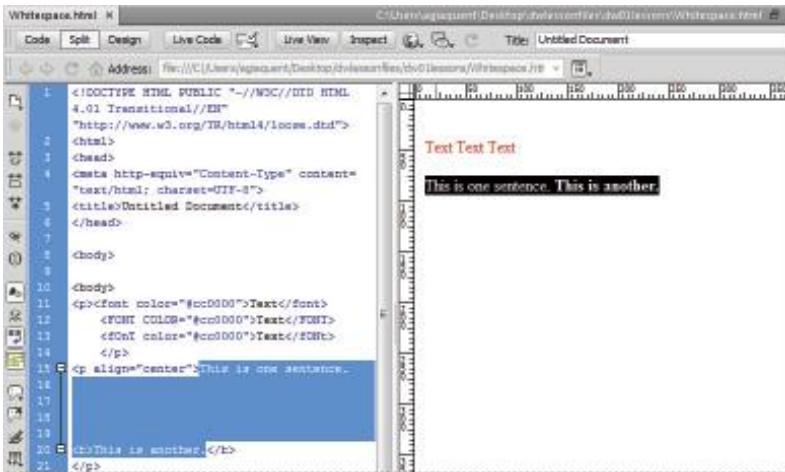 Whitespace.html ×
Code Split Design Live Code Live View Inspect Title: Untitled Document
Address:
1 <!DOCTYPE HTML PUBLIC "-//W3C//DTD HTML
4.01 Transitional//EN"
"http://www.w3.org/TR/html4/loose.dtd">
2 <html>
3 <head>
4 <meta http-equiv="Content-Type" content=
"text/html; charset=UTF-8">
5 <title>Untitled Document</title>
6 </head>
7
8 <body>
9
10 <body>
11 <p><font color="#cc0000">Text</font>
12 <FONT COLOR="#cc0000">Text</FONT>
13 <fOnT color="#cc0000">Text</fONt>
14 </p>
15 <p align="center">This is one sentence.
16
17
18
19
20 <b>This is another.</b>
21 </p>
Text Text Text
This is one sentence. This is another.